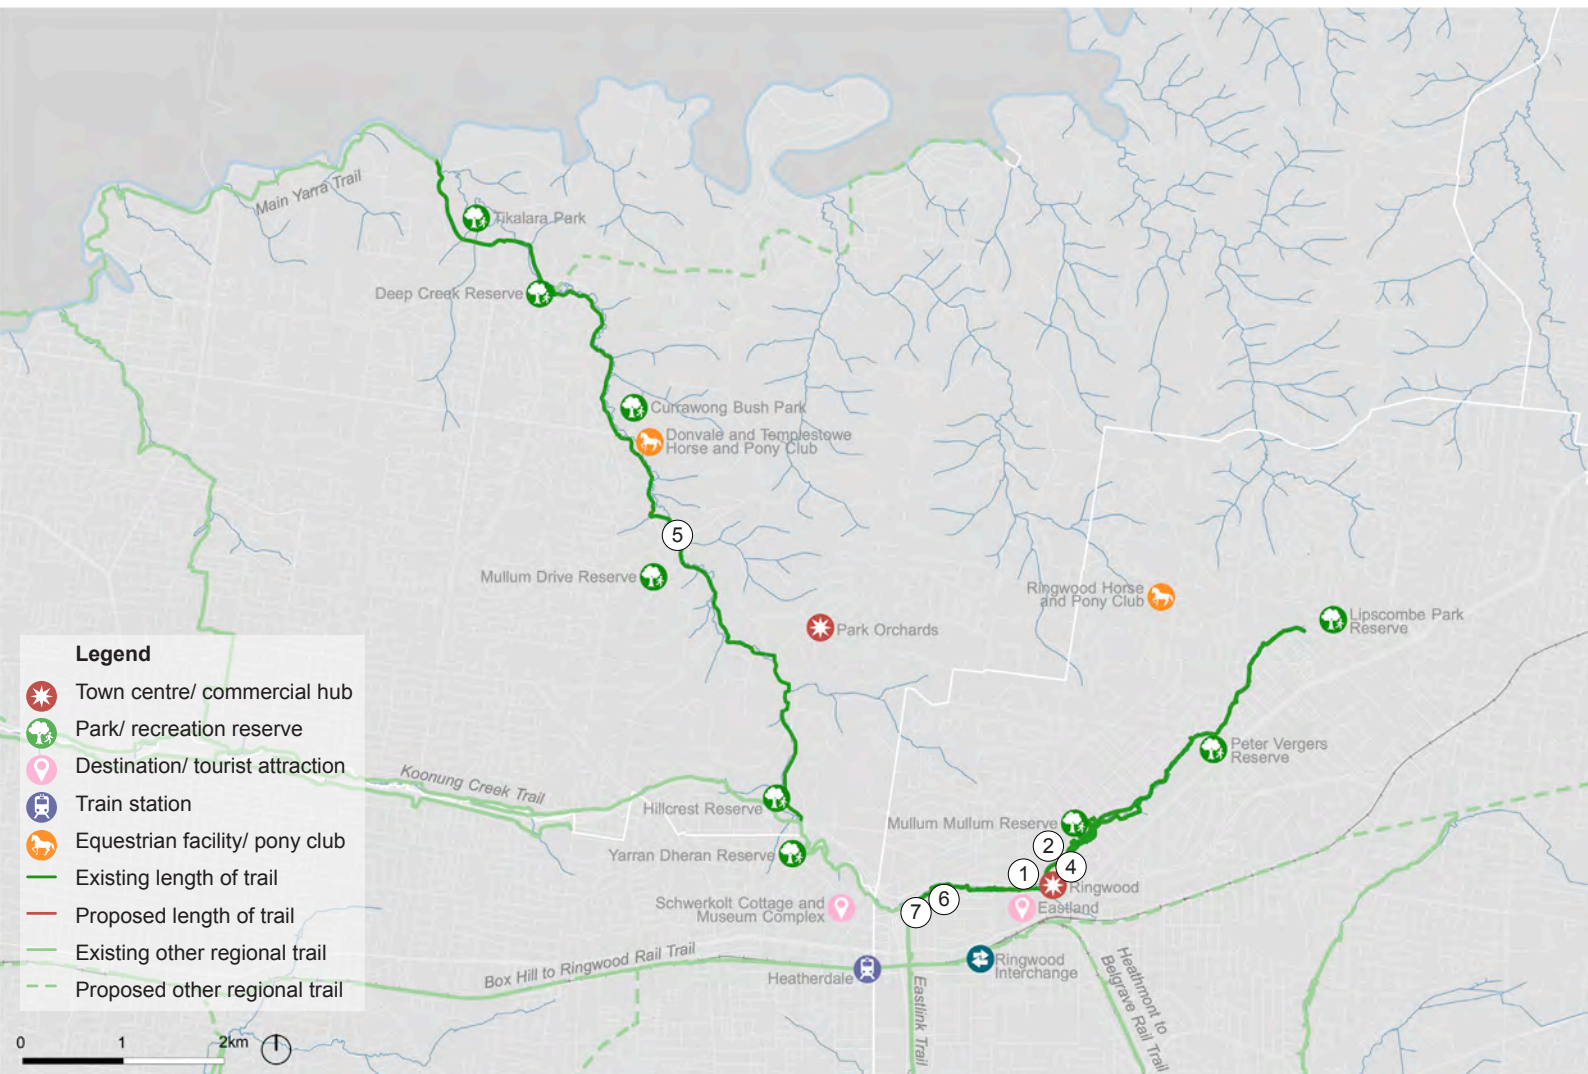 Main Yarra Trail
Tikalara Park
Deep Creek Reserve
Currawong Bush Park
Donvale and Templestowe
Horse and Pony Club
5
Mullum Drive Reserve
Park Orchards
Ringwood Horse
and Pony Club
Lipscombe Park
Reserve
Peter Vergers
Reserve
Koonung Creek Trail
Hillcrest Reserve
Mullum Mullum Reserve
Yarran Dheran Reserve
2
4
1
Ringwood
6
7
Eastland
Schwerkolt Cottage and
Museum Complex
Box Hill to Ringwood Rail Trail
Heatherdale
Ringwood
Interchange
Eastlink Trail
Heathmont to
Belgrave Rail Trail
Legend
Town centre/ commercial hub
Park/ recreation reserve
Destination/ tourist attraction
Train station
Equestrian facility/ pony club
Existing length of trail
Proposed length of trail
Existing other regional trail
Proposed other regional trail
0
1
2km